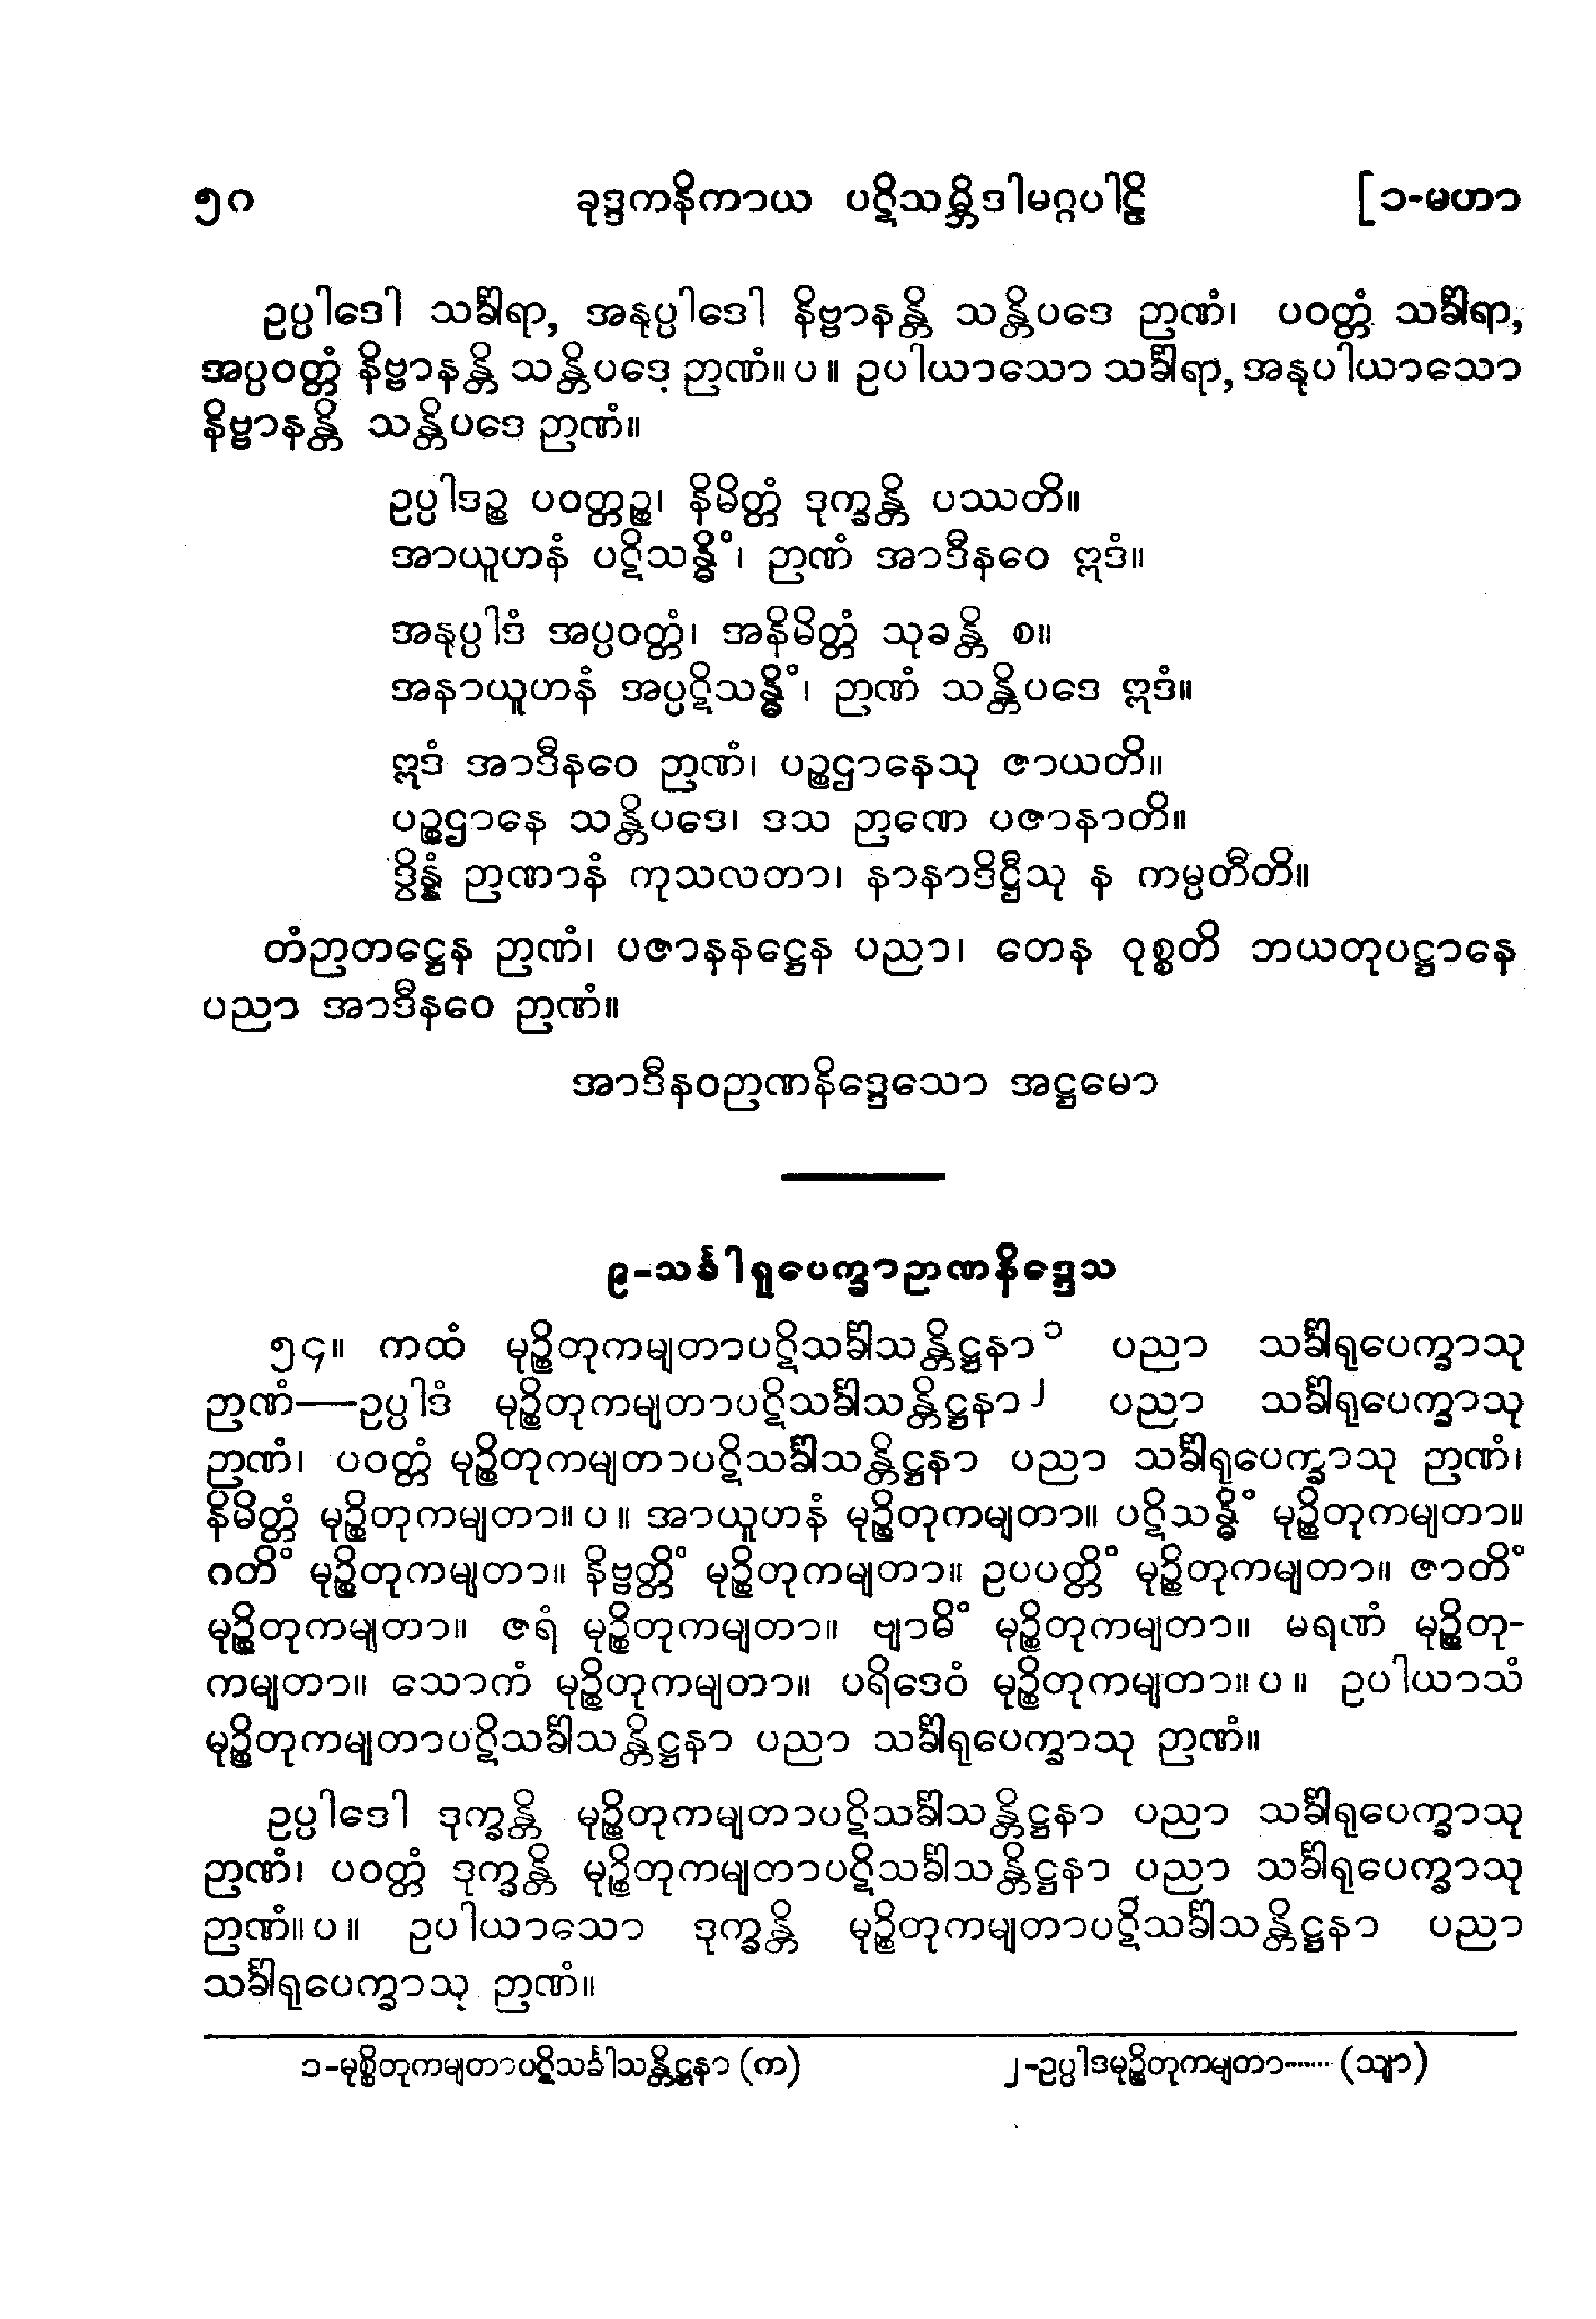 ၅၈ ခုဒ္ဒကနိကာယ ပဋိသမ္ဘိဒါမဂ္ဂပါဠိ [၁-မဟာ
ဥပ္ပါဒေါ သင်္ခါရာ, အနုပ္ပါဒေါ နိဗ္ဗာနန္တိ သန္တိပဒေ ဉာဏံ၊ ပဝတ္တံ သင်္ခါရာ,
အပ္ပဝတ္တံ နိဗ္ဗာနန္တိ သန္တိပဒေ ဉာဏံ။ ပ ။ ဥပါယာသော သင်္ခါရာ, အနုပါယာသော
နိဗ္ဗာနန္တိ သန္တိပဒေ ဉာဏံ။
ဥပ္ပါဒဉ္စ ပဝတ္တဉ္စ၊ နိမိတ္တံ ဒုက္ခန္တိ ပဿတိ။
အာယူဟနံ ပဋိသန္ဓိံ၊ ဉာဏံ အာဒီနဝေ ဣဒံ။
အနုပ္ပါဒံ အပ္ပဝတ္တံ၊ အနိမိတ္တံ သုခန္တိ စ။
အနာယူဟနံ အပ္ပဋိသန္ဓိံ၊ ဉာဏံ သန္တိပဒေ ဣဒံ။
ဣဒံ အာဒီနဝေ ဉာဏံ၊ ပဉ္စဌာနေသု ဇာယတိ။
ပဉ္စဌာနေ သန္တိပဒေ၊ ဒသ ဉာဏေ ပဇာနာတိ။
ဒွိန္နံ ဉာဏာနံ ကုသလတာ၊ နာနာဒိဋ္ဌီသု န ကမ္ပတီတိ။
တံဉာတဋ္ဌေန ဉာဏံ၊ ပဇာနနဋ္ဌေန ပညာ၊ တေန ဝုစ္စတိ ဘယတုပဋ္ဌာနေ
ပညာ အာဒီနဝေ ဉာဏံ။
အာဒီနဝဉာဏနိဒ္ဒေသော အဋ္ဌမော
၉-သင်္ခါရုပေက္ခာဉာဏနိဒ္ဒေသ
၅၄။ ကထံ မုဉ္စိတုကမျတာပဋိသင်္ခါသန္တိဋ္ဌနာ၁ ပညာ သင်္ခါရုပေက္ခာသု
ဉာဏံ—ဥပ္ပါဒံ မုဉ္စိတုကမျတာပဋိသင်္ခါသန္တိဋ္ဌနာ၂ ပညာ သင်္ခါရုပေက္ခာသု
ဉာဏံ၊ ပဝတ္တံ မုဉ္စိတုကမျတာပဋိသင်္ခါသန္တိဋ္ဌနာ ပညာ သင်္ခါရုပေက္ခာသု ဉာဏံ၊
နိမိတ္တံ မုဉ္စိတုကမျတာ။ ပ ။ အာယူဟနံ မုဉ္စိတုကမျတာ။ ပဋိသန္ဓိံ မုဉ္စိတုကမျတာ။
ဂတိံ မုဉ္စိတုကမျတာ။ နိဗ္ဗတ္တိံ မုဉ္စိတုကမျတာ။ ဥပပတ္တိံ မုဉ္စိတုကမျတာ။ ဇာတိံ
မုဉ္စိတုကမျတာ။ ဇရံ မုဉ္စိတုကမျတာ။ ဗျာဓိံ မုဉ္စိတုကမျတာ။ မရဏံ မုဉ္စိတု-
ကမျတာ။ သောကံ မုဉ္စိတုကမျတာ။ ပရိဒေဝံ မုဉ္စိတုကမျတာ။ ပ ။ ဥပါယာသံ
မုဉ္စိတုကမျတာပဋိသင်္ခါသန္တိဋ္ဌနာ ပညာ သင်္ခါရုပေက္ခာသု ဉာဏံ။
ဥပ္ပါဒေါ ဒုက္ခန္တိ မုဉ္စိတုကမျတာပဋိသင်္ခါသန္တိဋ္ဌနာ ပညာ သင်္ခါရုပေက္ခာသု
ဉာဏံ၊ ပဝတ္တံ ဒုက္ခန္တိ မုဉ္စိတုကမျတာပဋိသင်္ခါသန္တိဋ္ဌနာ ပညာ သင်္ခါရုပေက္ခာသု
ဉာဏံ။ ပ ။ ဥပါယာသော ဒုက္ခန္တိ မုဉ္စိတုကမျတာပဋိသင်္ခါသန္တိဋ္ဌနာ ပညာ
သင်္ခါရုပေက္ခာသု ဉာဏံ။
၁-မုစ္စိတုကမျတာပဋိသင်္ခါသန္တိဋ္ဌနာ (က) ၂-ဥပ္ပါဒမုဉ္စိတုကမျတာ······· (သျာ)